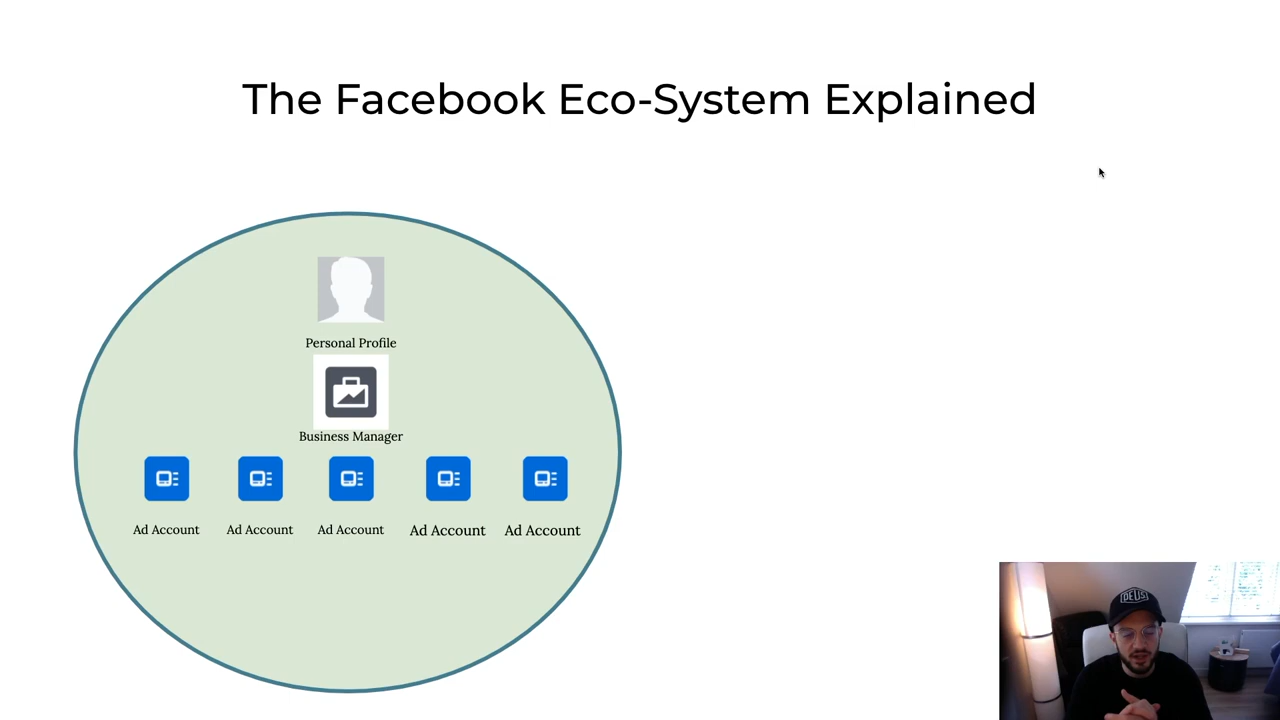 The Facebook Eco-System Explained
Personal Profile
Business Manager
Ad Account Ad Account Ad Account Ad Account Ad Account
DEUS